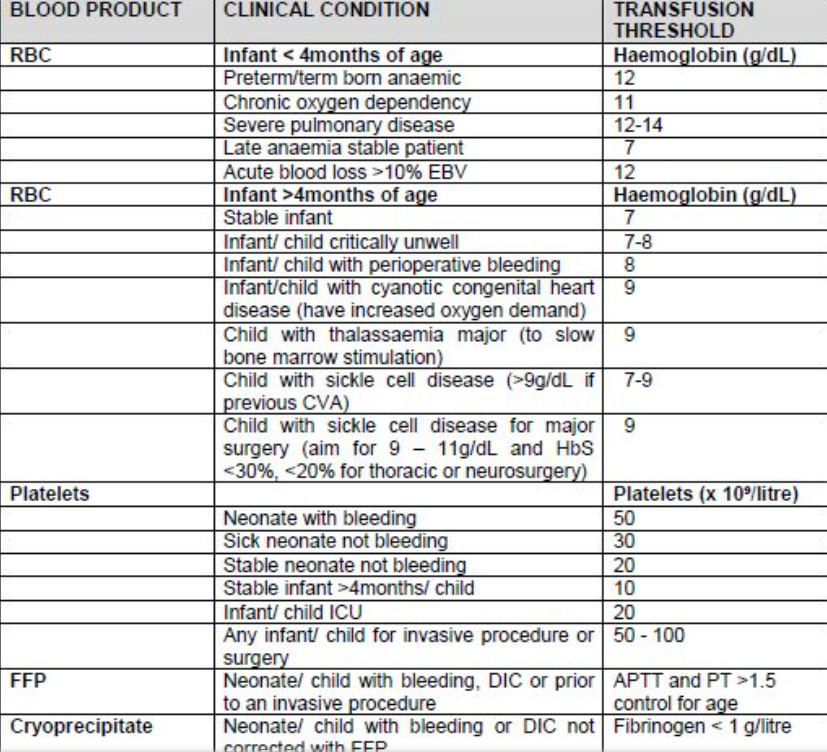 BLOOD PRODUCT CLINICAL CONDITION TRANSFUSION
THRESHOLD
RBC Infant < 4months of age Haemoglobin (g/dL)
Preterm/term born anaemic 12
Chronic oxygen dependency 11
Severe pulmonary disease 12-14
Late anaemia stable patient 7
Acute blood loss >10% EBV 12
RBC Infant >4months of age Haemoglobin (g/dL)
Stable infant 7
Infant/ child critically unwell 7-8
Infant/ child with perioperative bleeding 8
Infant/child with cyanotic congenital heart 9
disease (have increased oxygen demand)
Child with thalassaemia major (to slow 9
bone marrow stimulation)
Child with sickle cell disease (>9g/dL if 7-9
previous CVA)
Child with sickle cell disease for major 9
surgery (aim for 9 – 11g/dL and HbS
<30%, <20% for thoracic or neurosurgery)
Platelets Platelets (x 10⁹/litre)
Neonate with bleeding 50
Sick neonate not bleeding 30
Stable neonate not bleeding 20
Stable infant >4months/ child 10
Infant/ child ICU 20
Any infant/ child for invasive procedure or 50 - 100
surgery
FFP Neonate/ child with bleeding, DIC or prior APTT and PT >1.5
to an invasive procedure control for age
Cryoprecipitate Neonate/ child with bleeding or DIC not Fibrinogen < 1 g/litre
corrected with FFP